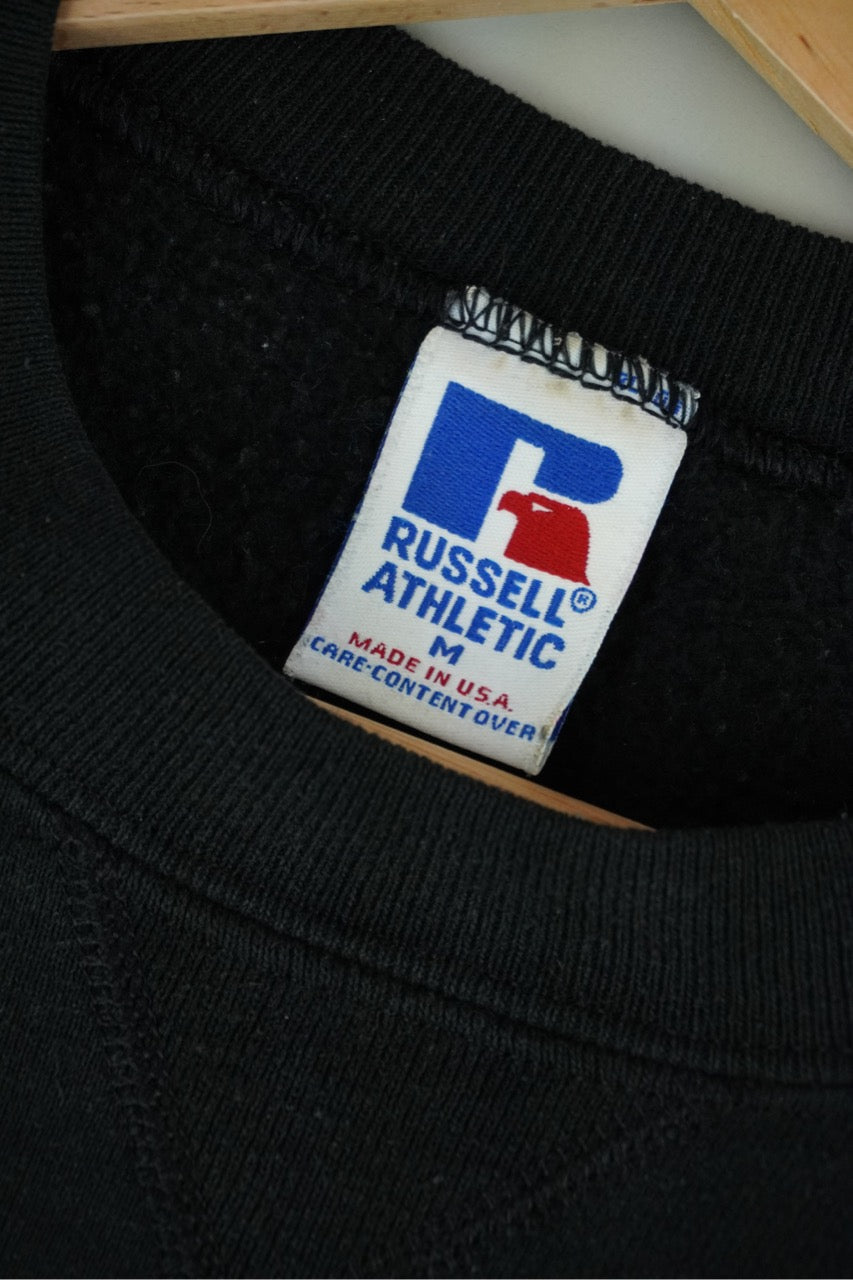 RUSSELL®
ATHLETIC
M
MADE IN U.S.A.
CARE-CONTENT OVER